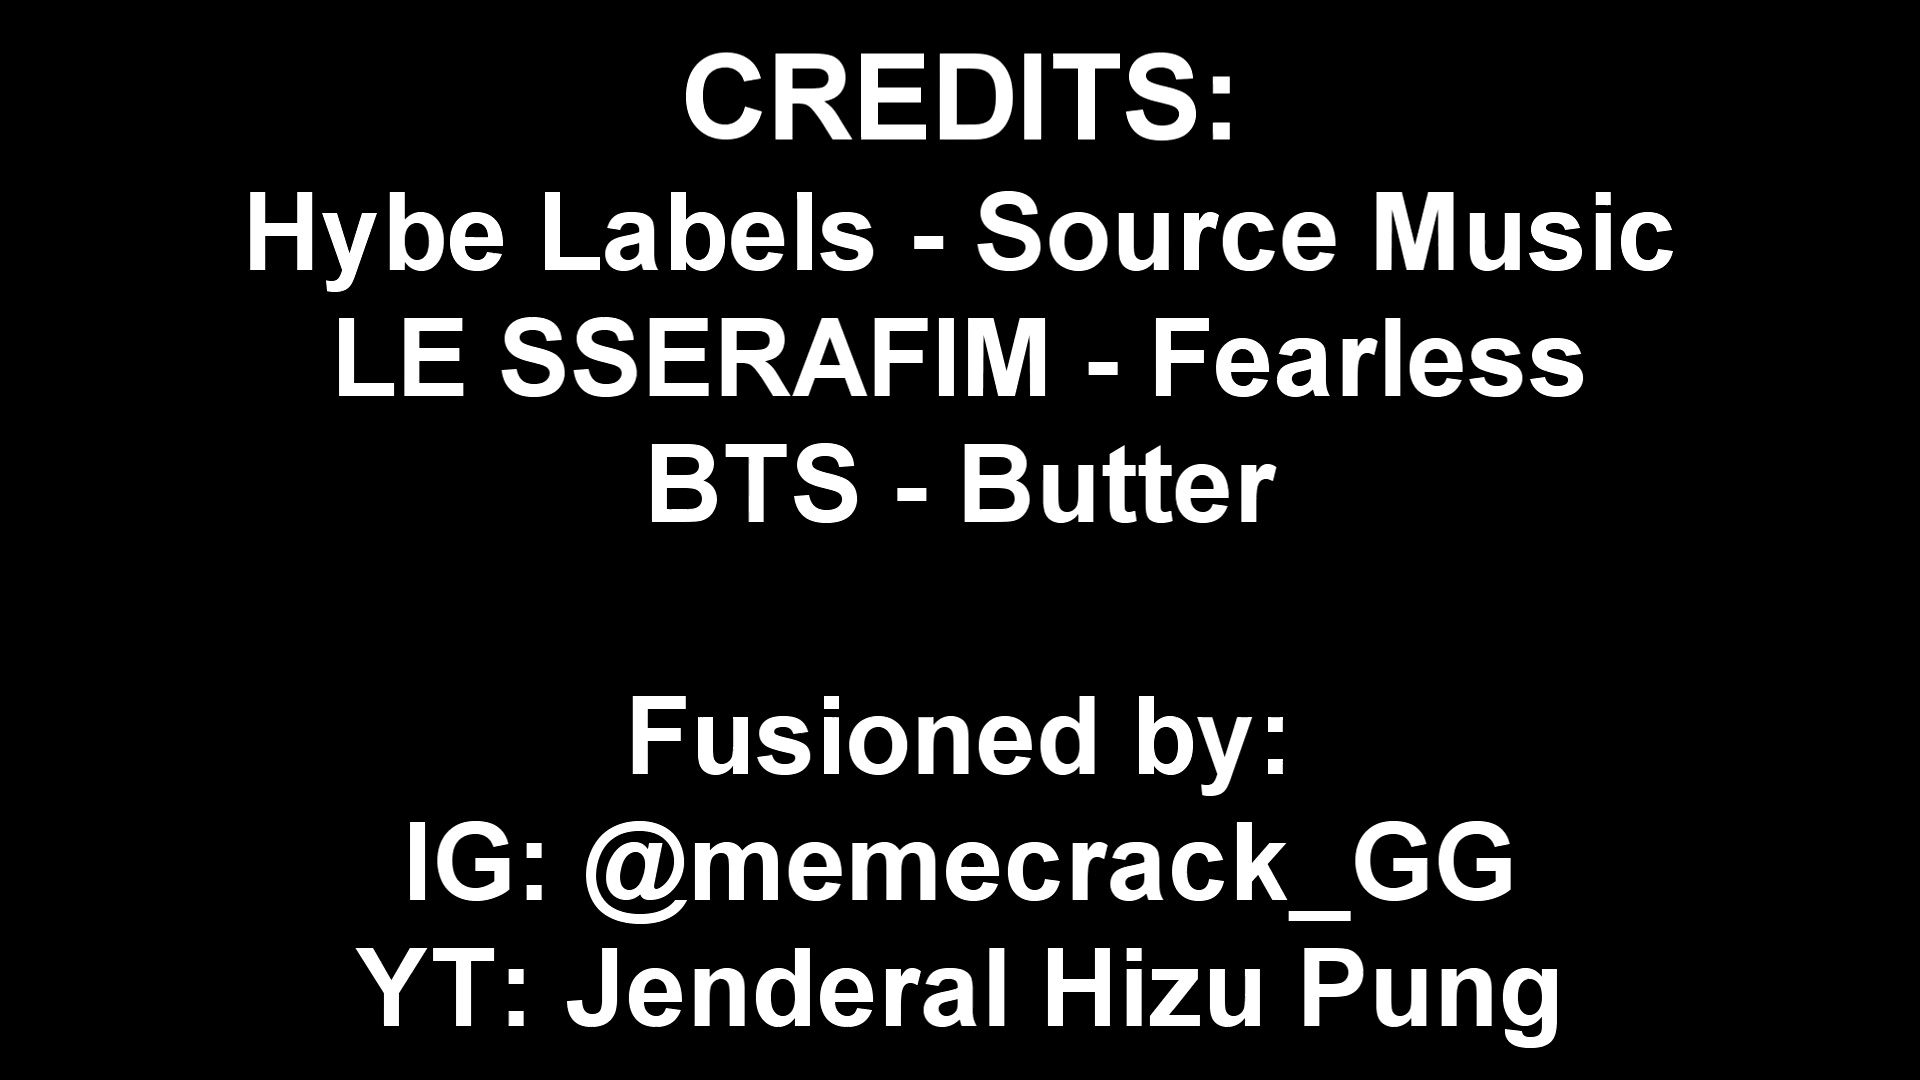 CREDITS:
Hybe Labels - Source Music
LE SSERAFIM - Fearless
BTS - Butter
Fusioned by:
IG: @memecrack_GG
YT: Jenderal Hizu Pung